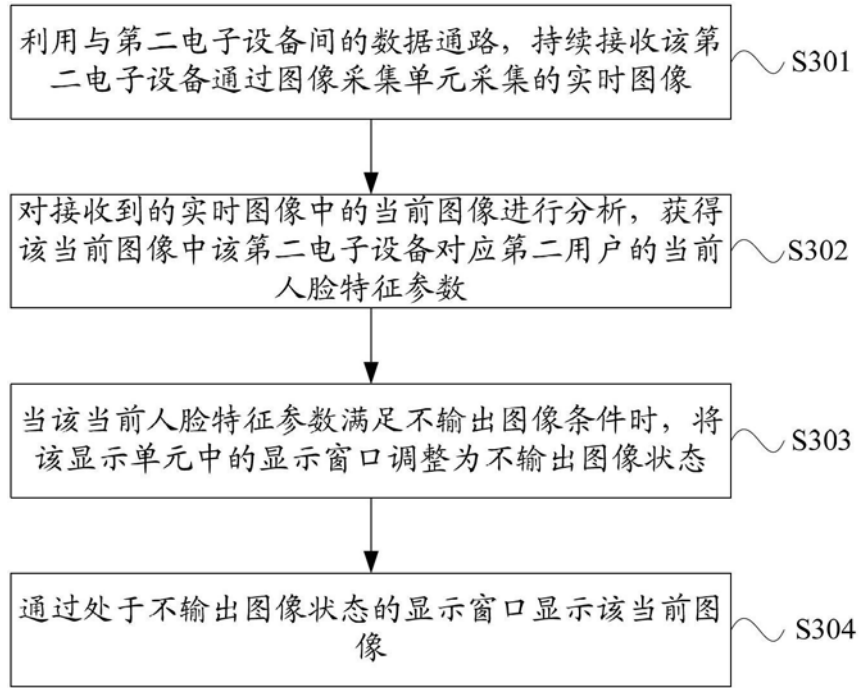 利用与第二电子设备间的数据通路，持续接收该第
二电子设备通过图像采集单元采集的实时图像
S301
对接收到的实时图像中的当前图像进行分析，获得
该当前图像中该第二电子设备对应第二用户的当前
人脸特征参数
S302
当该当前人脸特征参数满足不输出图像条件时，将
该显示单元中的显示窗口调整为不输出图像状态
S303
通过处于不输出图像状态的显示窗口显示该当前图
像
S304